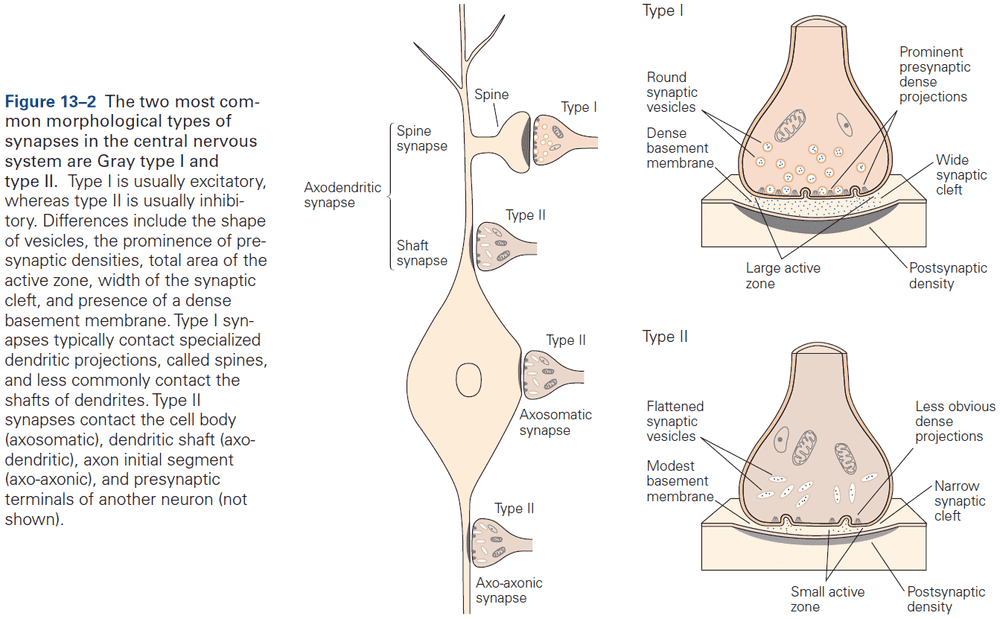 Figure 13–2 The two most com-
mon morphological types of
synapses in the central nervous
system are Gray type I and
type II. Type I is usually excitatory,
whereas type II is usually inhibi-
tory. Differences include the shape
of vesicles, the prominence of pre-
synaptic densities, total area of the
active zone, width of the synaptic
cleft, and presence of a dense
basement membrane. Type I syn-
apses typically contact specialized
dendritic projections, called spines,
and less commonly contact the
shafts of dendrites. Type II
synapses contact the cell body
(axosomatic), dendritic shaft (axo-
dendritic), axon initial segment
(axo-axonic), and presynaptic
terminals of another neuron (not
shown).
Spine
Type I
Spine
synapse
Axodendritic
synapse
Type II
Shaft
synapse
Type II
Axosomatic
synapse
Type II
Axo-axonic
synapse
Type I
Round
synaptic
vesicles
Prominent
presynaptic
dense
projections
Dense
basement
membrane
Wide
synaptic
cleft
Large active
zone
Postsynaptic
density
Type II
Flattened
synaptic
vesicles
Less obvious
dense
projections
Modest
basement
membrane
Narrow
synaptic
cleft
Small active
zone
Postsynaptic
density